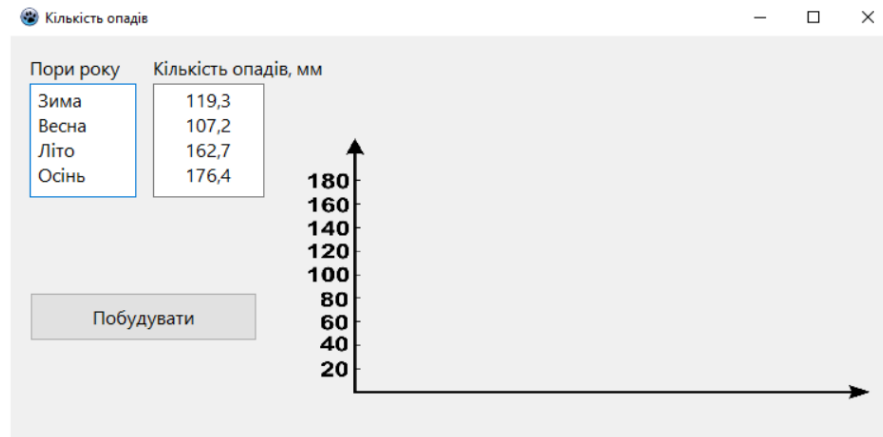 Кількість опадів
Пори року
Зима
Весна
Літо
Осінь
Кількість опадів, мм
119,3
107,2
162,7
176,4
Побудувати
180
160
140
120
100
80
60
40
20